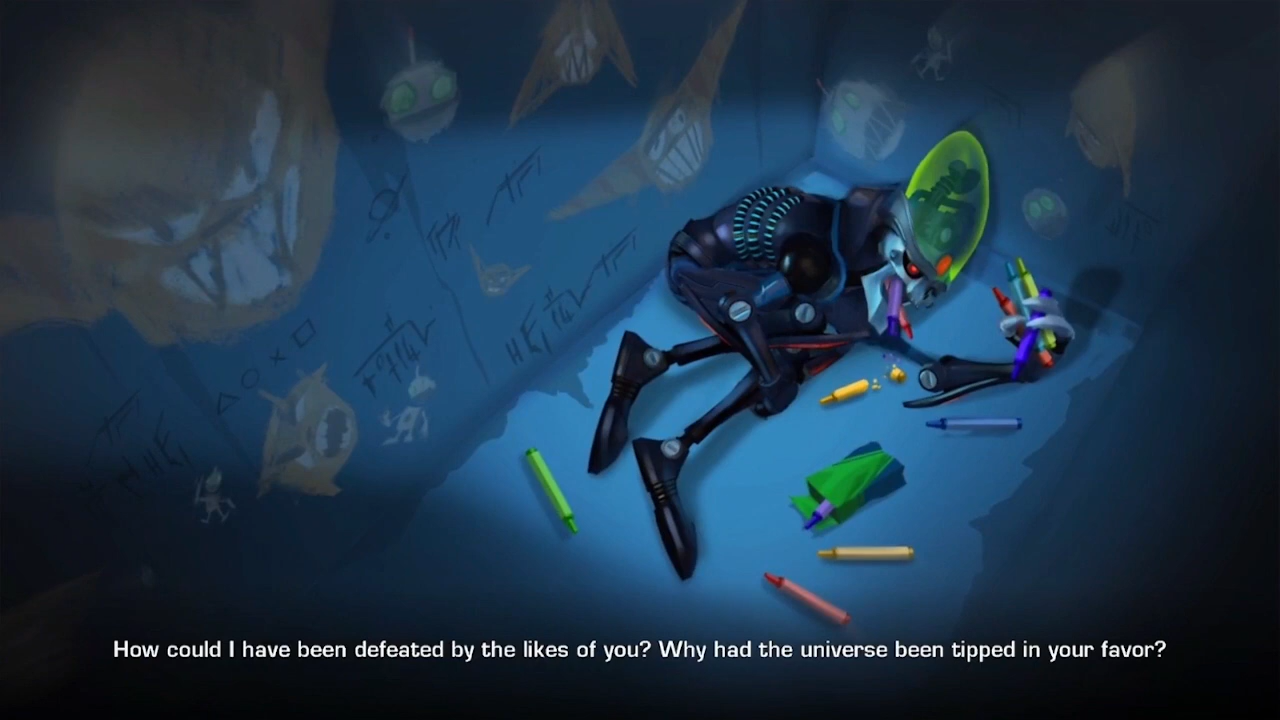 How could I have been defeated by the likes of you? Why had the universe been tipped in your favor?